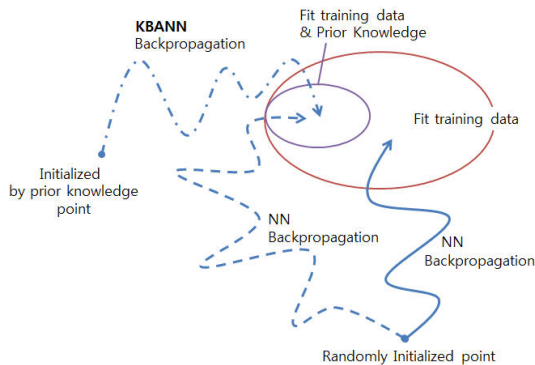 KBANN
Backpropagation
Fit training data
& Prior Knowledge
Fit training data
Initialized
by prior knowledge
point
NN
Backpropagation
NN
Backpropagation
Randomly Initialized point